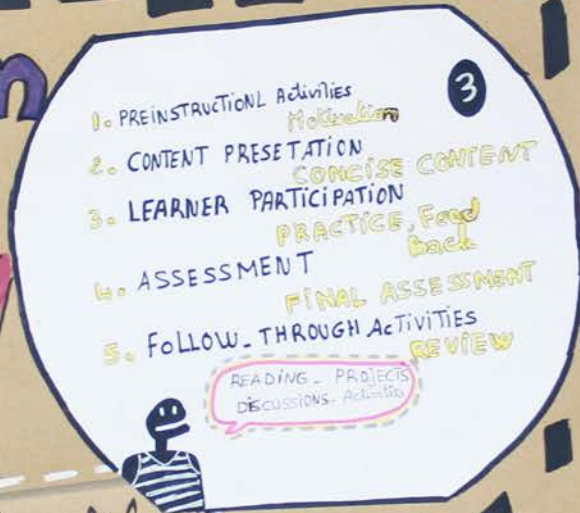 3
1. PREINSTRUCTIONL Activities
Motivation
2. CONTENT PRESETATION
CONCISE CONTENT
3. LEARNER PARTICIPATION
PRACTICE, Feed
Back
4. ASSESSMENT
FINAL ASSESSMENT
5. FOLLOW_THROUGH AcTiVITIES
REVIEW
READING_ PROJECTS
DISCUSSIONS_ Activities